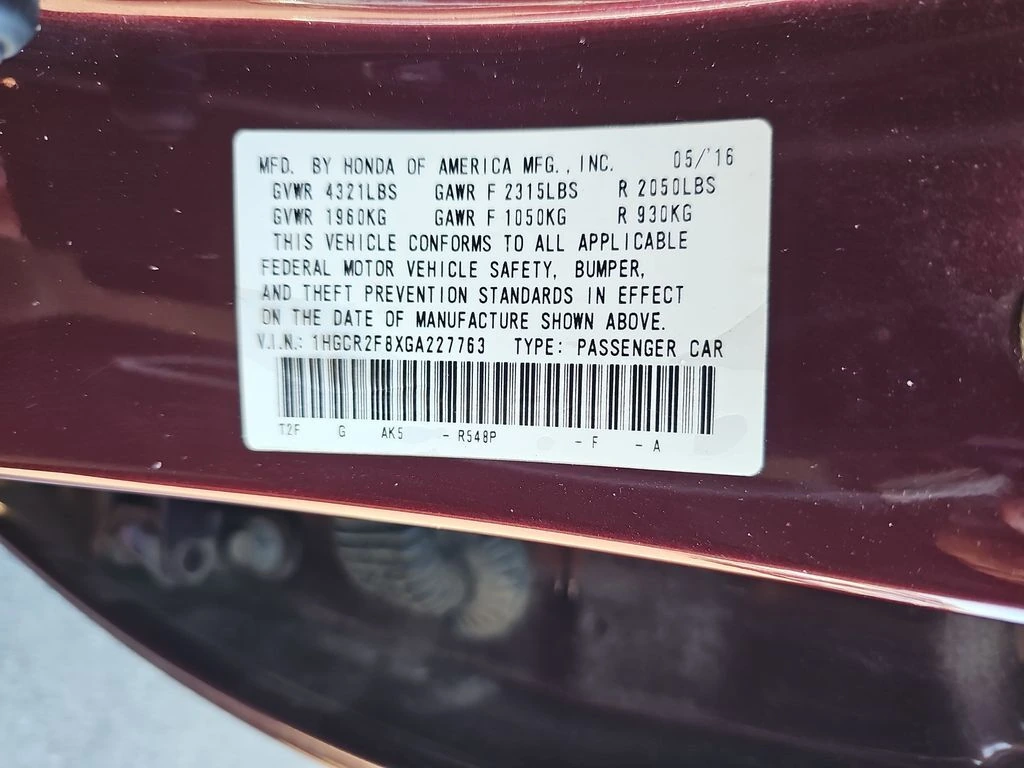 MFD. BY HONDA OF AMERICA MFG., INC. 05/'16
GVWR 4321LBS GAWR F 2315LBS R 2050LBS
GVWR 1960KG GAWR F 1050KG R 930KG
THIS VEHICLE CONFORMS TO ALL APPLICABLE
FEDERAL MOTOR VEHICLE SAFETY, BUMPER,
AND THEFT PREVENTION STANDARDS IN EFFECT
ON THE DATE OF MANUFACTURE SHOWN ABOVE.
V.I.N.: 1HGCR2F8XGA227763 TYPE: PASSENGER CAR
T2F G AK5 - R548P - F - A